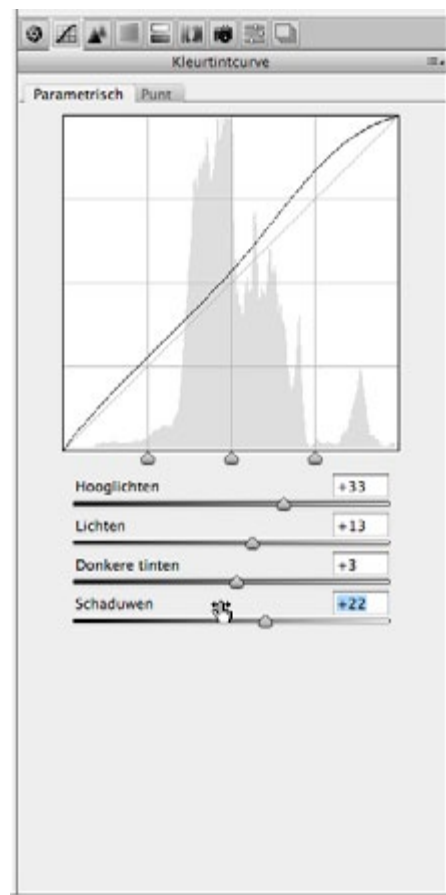 Kleurtintcurve
Parametrisch Punt
Hooglichten +33
Lichten +13
Donkere tinten +3
Schaduwen +22